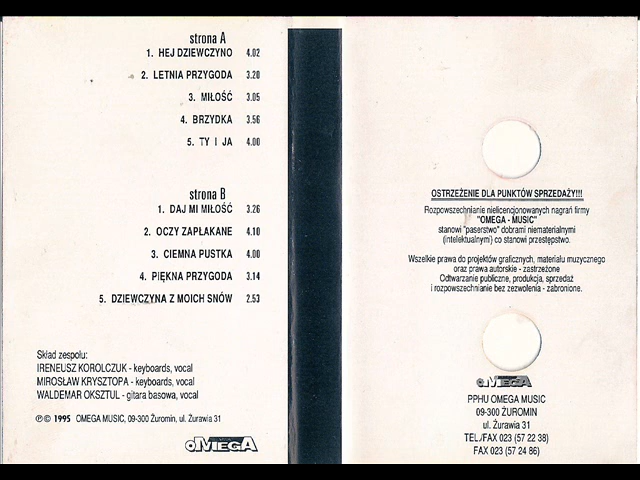 strona A
1. HEJ DZIEWCZYNO 4.02
2. LETNIA PRZYGODA 3.20
3. MIŁOŚĆ 3.05
4. BRZYDKA 3.56
5. TY I JA 4.00
strona B
1. DAJ MI MIŁOŚĆ 3.26
2. OCZY ZAPŁAKANE 4.10
3. CIEMNA PUSTKA 4.00
4. PIĘKNA PRZYGODA 3.14
5. DZIEWCZYNA Z MOICH SNÓW 2.53
Skład zespołu:
IRENEUSZ KOROLCZUK - keyboards, vocal
MIROSŁAW KRYSZTOPA - keyboards, vocal
WALDEMAR OKSZTUL - gitara basowa, vocal
℗© 1995 OMEGA MUSIC, 09-300 Żuromin, ul. Żurawia 31
OMEGA
OSTRZEŻENIE DLA PUNKTÓW SPRZEDAŻY!!!
Rozpowszechnianie nielicencjonowanych nagrań firmy
"OMEGA - MUSIC"
stanowi "paserstwo" dobrami niematerialnymi
(intelektualnymi) co stanowi przestępstwo.
Wszelkie prawa do projektów graficznych, materiału muzycznego
oraz prawa autorskie - zastrzeżone
Odtwarzanie publiczne, produkcja, sprzedaż
i rozpowszechnianie bez zezwolenia - zabronione.
OMEGA
PPHU OMEGA MUSIC
09-300 ŻUROMIN
ul. Żurawia 31
TEL./FAX 023 (57 22 38)
FAX 023 (57 24 86)